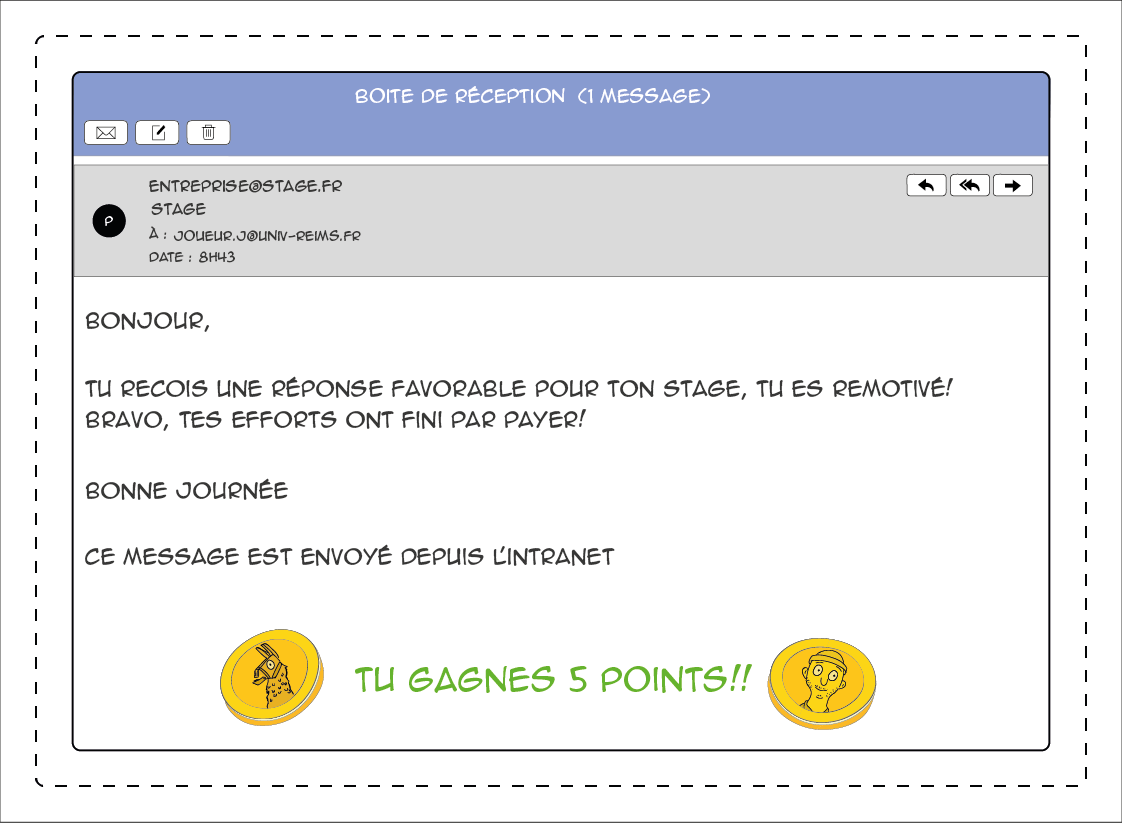 BOITE DE RÉCEPTION (1 MESSAGE)
ENTREPRISE@STAGE.FR
STAGE
P
À : JOUEUR.J@UNIV-REIMS.FR
DATE : 8H43
BONJOUR,
TU RECOIS UNE RÉPONSE FAVORABLE POUR TON STAGE, TU ES REMOTIVÉ!
BRAVO, TES EFFORTS ONT FINI PAR PAYER!
BONNE JOURNÉE
CE MESSAGE EST ENVOYÉ DEPUIS L'INTRANET
TU GAGNES 5 POINTS!!